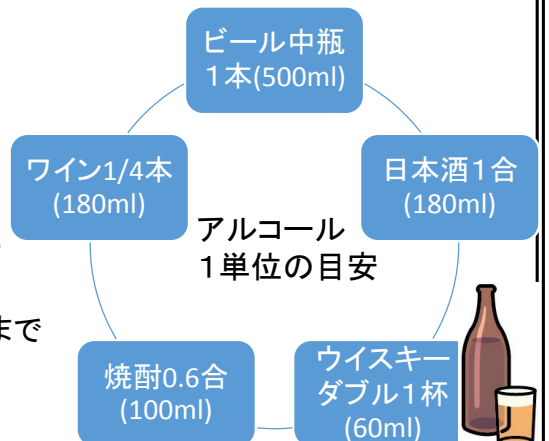 ビール中瓶
１本(500ml)
ワイン1/4本
(180ml)
日本酒１合
(180ml)
アルコール
１単位の目安
まで
焼酎0.6合
(100ml)
ウイスキー
ダブル１杯
(60ml)